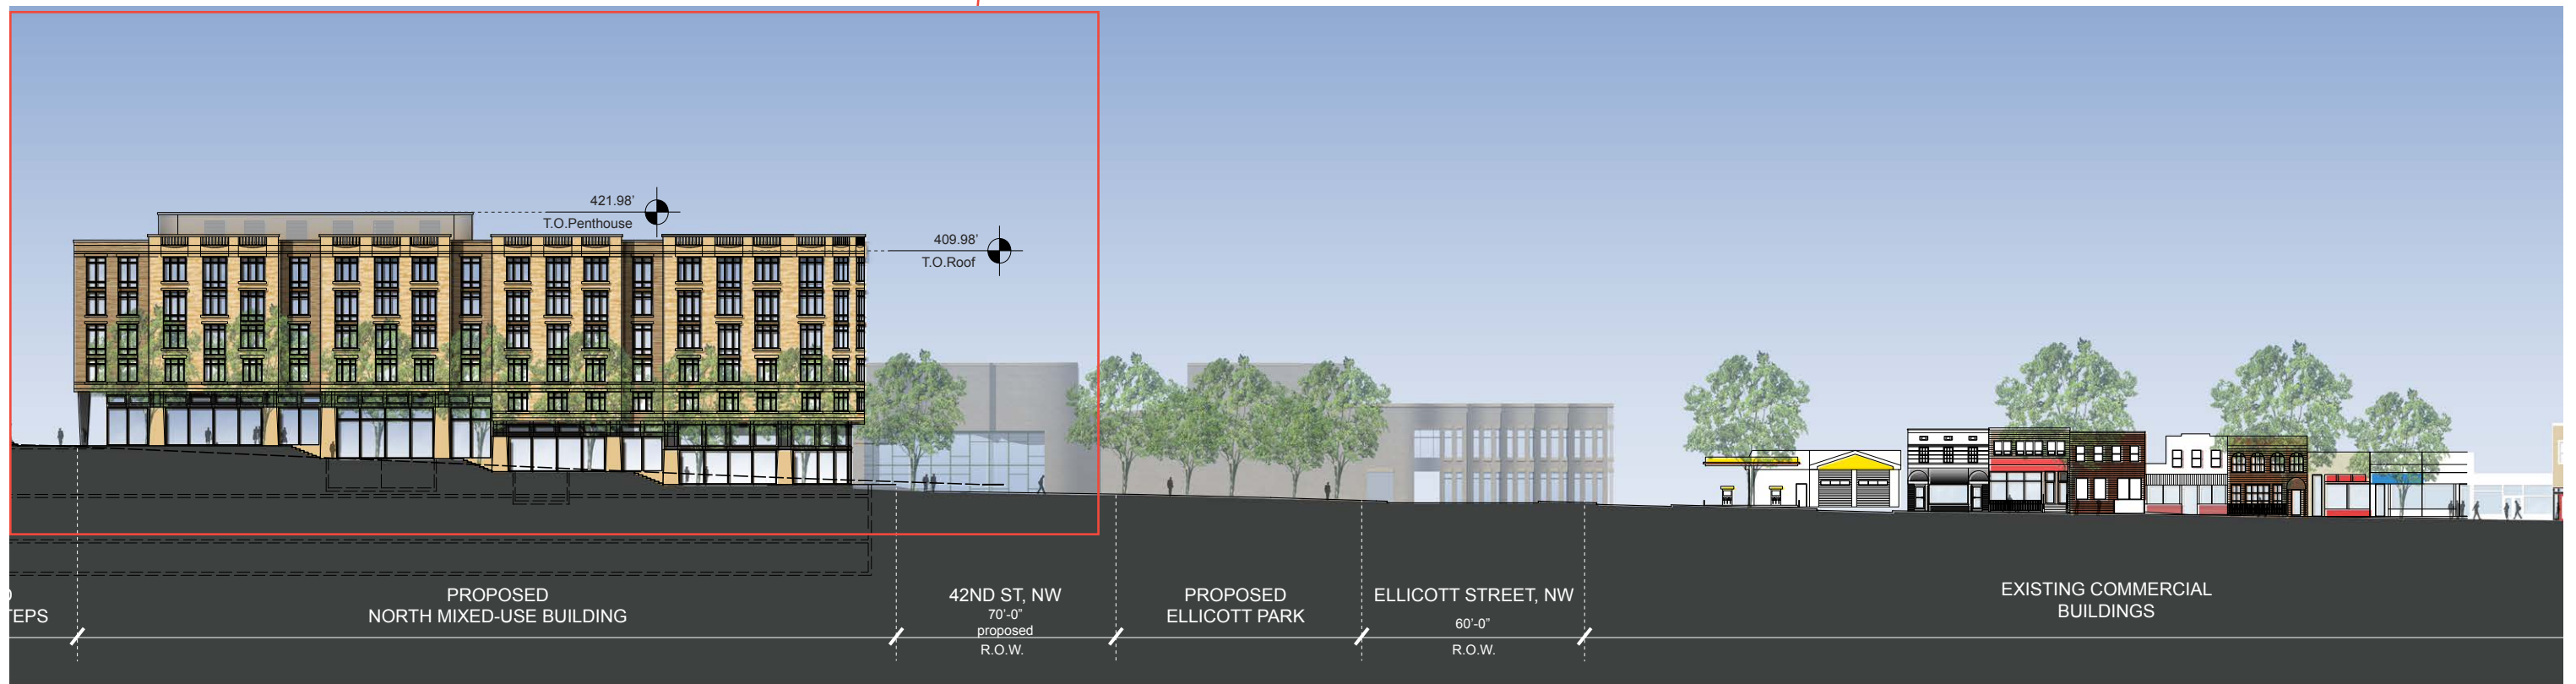 421.98'
T.O.Penthouse
409.98'
T.O.Roof
TEPS
PROPOSED
NORTH MIXED-USE BUILDING
42ND ST, NW
70'-0"
proposed
R.O.W.
PROPOSED
ELLICOTT PARK
ELLICOTT STREET, NW
60'-0"
R.O.W.
EXISTING COMMERCIAL
BUILDINGS